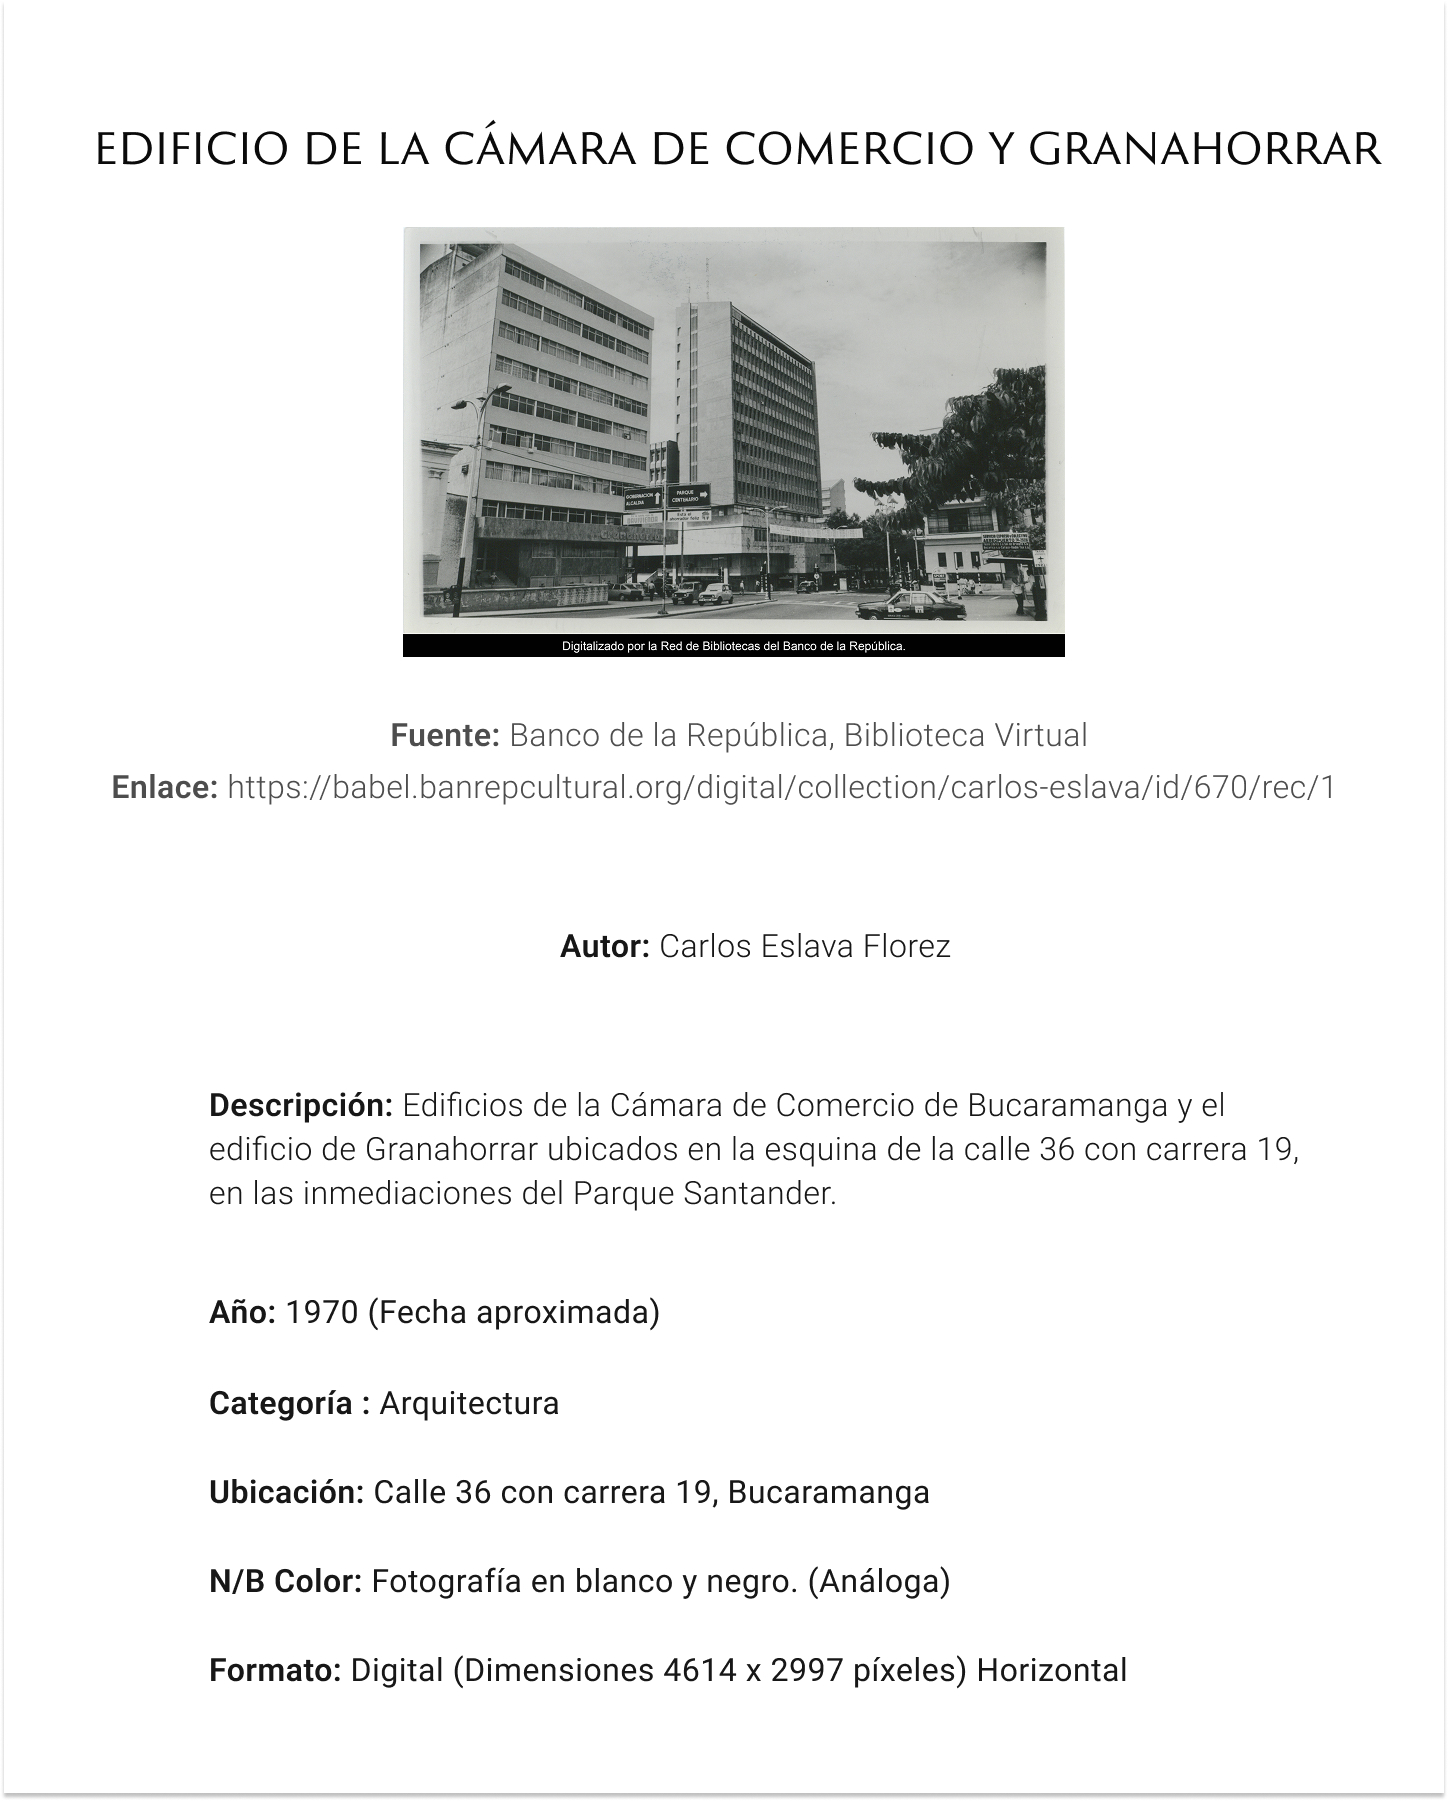 EDIFICIO DE LA CÁMARA DE COMERCIO Y GRANAHORRAR
GOBERNACION
ALCALDIA
PARQUE
CENTENARIO
Granahorrar
Digitalizado por la Red de Bibliotecas del Banco de la República.
Fuente: Banco de la República, Biblioteca Virtual
Enlace: https://babel.banrepcultural.org/digital/collection/carlos-eslava/id/670/rec/1
Autor: Carlos Eslava Florez
Descripción: Edificios de la Cámara de Comercio de Bucaramanga y el
edificio de Granahorrar ubicados en la esquina de la calle 36 con carrera 19,
en las inmediaciones del Parque Santander.
Año: 1970 (Fecha aproximada)
Categoría : Arquitectura
Ubicación: Calle 36 con carrera 19, Bucaramanga
N/B Color: Fotografía en blanco y negro. (Análoga)
Formato: Digital (Dimensiones 4614 x 2997 píxeles) Horizontal